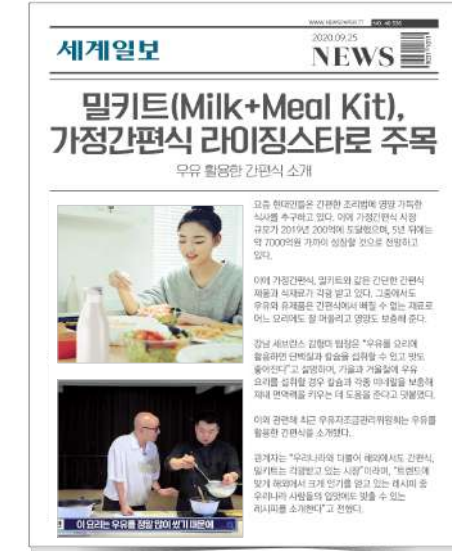 WWW.NEWSPAPER.IT NO. 46 536
세계일보
2020.09.25
NEWS
밀키트(Milk+Meal Kit),
가정간편식 라이징스타로 주목
우유 활용한 간편식 소개
요즘 현대인들은 간편한 조리법에 영양 가득한
식사를 추구하고 있다. 이에 가정간편식 시장
규모가 2019년 200억에 도달했으며, 5년 뒤에는
약 7000억원 가까이 성장할 것으로 전망하고
있다.
이에 가정간편식, 밀키트와 같은 간단한 간편식
제품과 식재료가 각광 받고 있다. 그중에서도
우유와 유제품은 간편식에서 빼질 수 없는 재료로
어느 요리에도 잘 어울리고 영양도 보충해 준다.
강남 세브란스 김형미 팀장은 “우유를 요리에
활용하면 단백질과 칼슘을 섭취할 수 있고 맛도
좋아진다”고 설명하며, 가을과 겨울철에 우유
요리를 섭취할 경우 칼슘과 각종 미네랄을 보충해
체내 면역력을 키우는 데 도움을 준다고 덧붙였다.
이와 관련해 최근 우유자조금관리위원회는 우유를
활용한 간편식을 소개했다.
관계자는 “우리나라와 더불어 해외에서도 간편식,
밀키트는 각광받고 있는 시장”이라며, “트렌드에
맞게 해외에서 크게 인기를 얻고 있는 레시피 중
우리나라 사람들의 입맛에도 맞출 수 있는
레시피를 소개한다”고 전했다.
이 요리는 우유를 정말 많이 쓰기 때문에